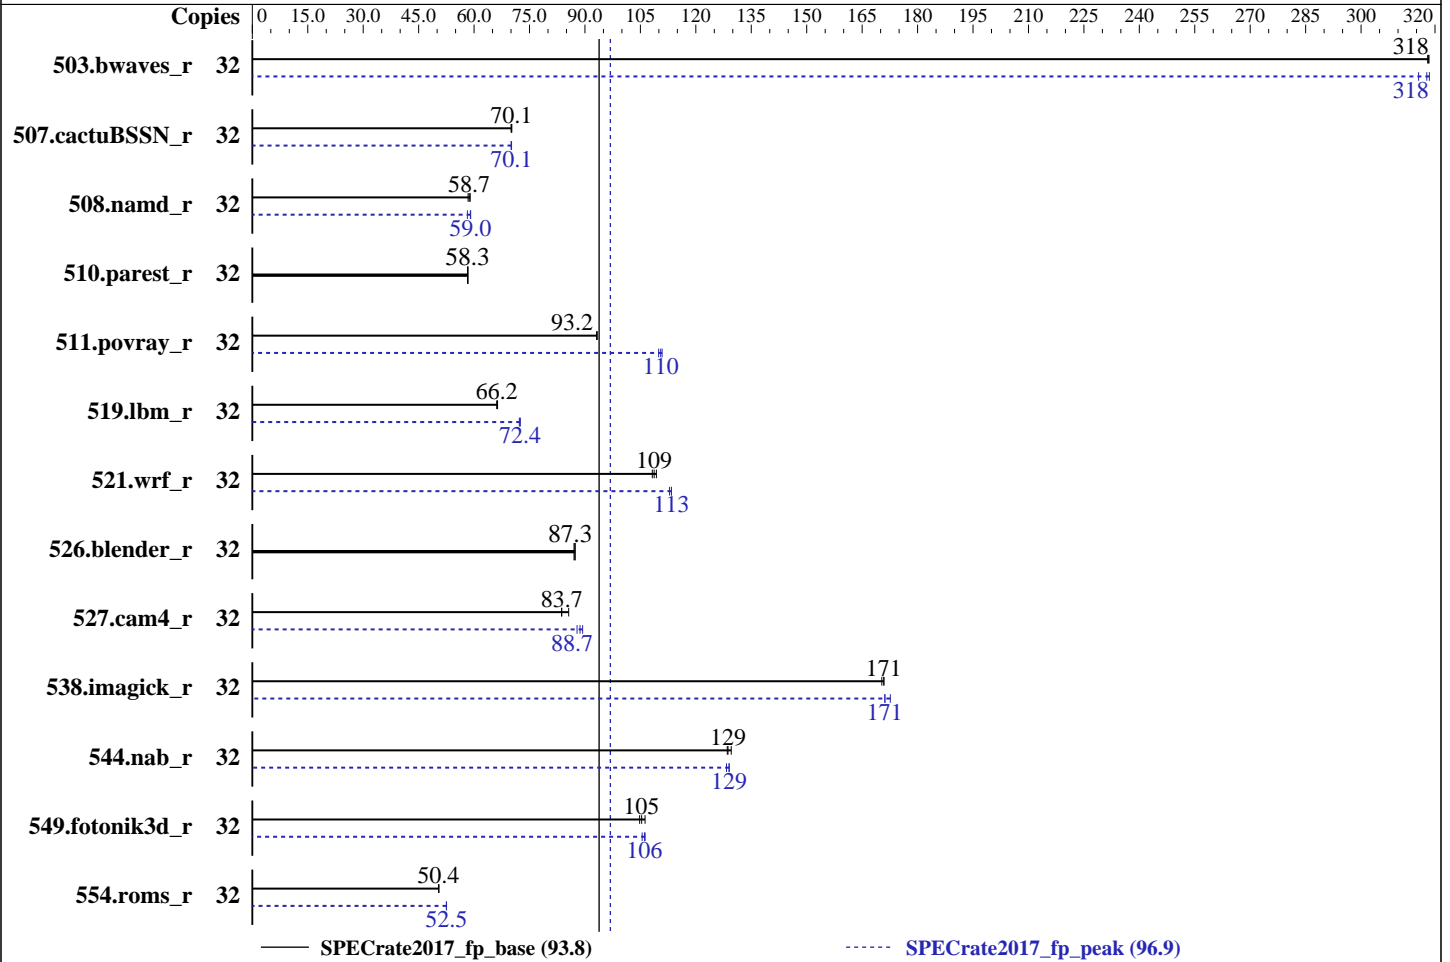 Copies 0 15.0 30.0 45.0 60.0 75.0 90.0 105 120 135 150 165 180 195 210 225 240 255 270 285 300 320
503.bwaves_r 32 318
318
507.cactuBSSN_r 32 70.1
70.1
508.namd_r 32 58.7
59.0
510.parest_r 32 58.3
511.povray_r 32 93.2
110
519.lbm_r 32 66.2
72.4
521.wrf_r 32 109
113
526.blender_r 32 87.3
527.cam4_r 32 83.7
88.7
538.imagick_r 32 171
171
544.nab_r 32 129
129
549.fotonik3d_r 32 105
106
554.roms_r 32 50.4
52.5
SPECrate2017_fp_base (93.8) SPECrate2017_fp_peak (96.9)